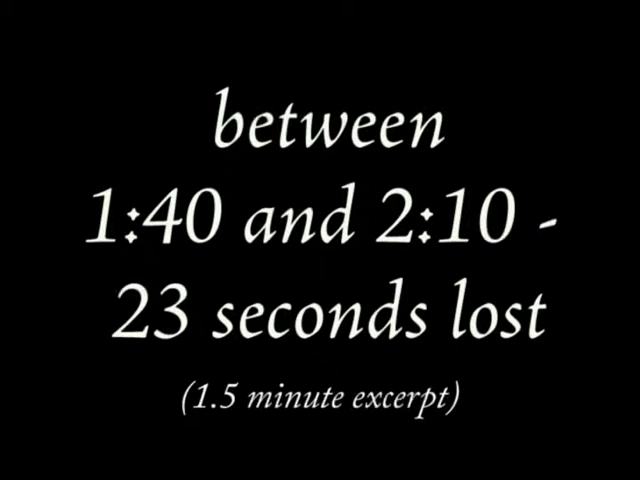 between
1:40 and 2:10 -
23 seconds lost
(1.5 minute excerpt)